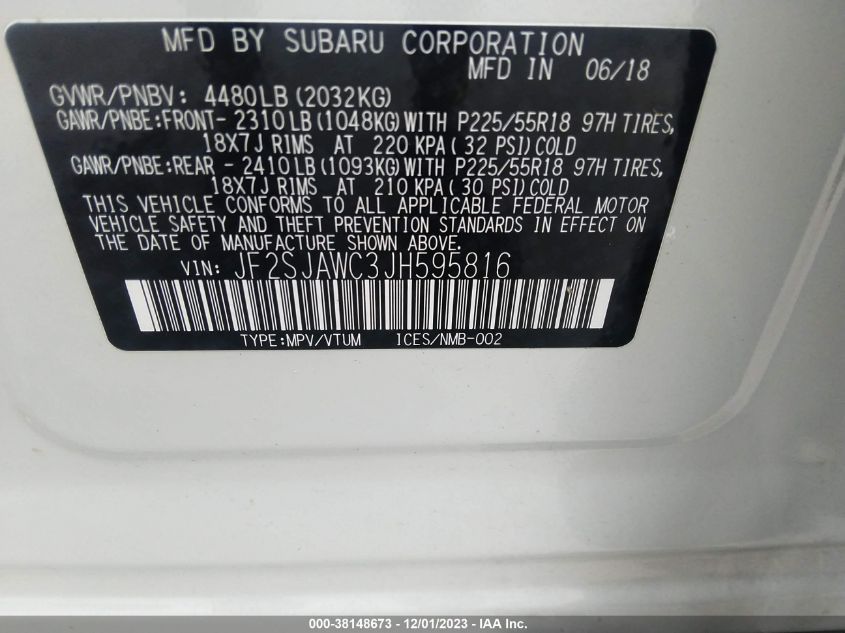 MFD BY SUBARU CORPORATION
MFD IN 06/18
GVWR/PNBV: 4480LB (2032KG)
GAWR/PNBE:FRONT- 2310 LB (1048KG) WITH P225/55R18 97H TIRES,
18X7J RIMS AT 220 KPA ( 32 PSI) COLD
GAWR/PNBE:REAR - 2410 LB (1093KG) WITH P225/55R18 97H TIRES,
18X7J RIMS AT 210 KPA ( 30 PSI) COLD
THIS VEHICLE CONFORMS TO ALL APPLICABLE FEDERAL MOTOR
VEHICLE SAFETY AND THEFT PREVENTION STANDARDS IN EFFECT ON
THE DATE OF MANUFACTURE SHOWN ABOVE.
VIN: JF2SJAWC3JH595816
TYPE:MPV/VTUM ICES/NMB-002
000-38148673 - 12/01/2023 - IAA Inc.